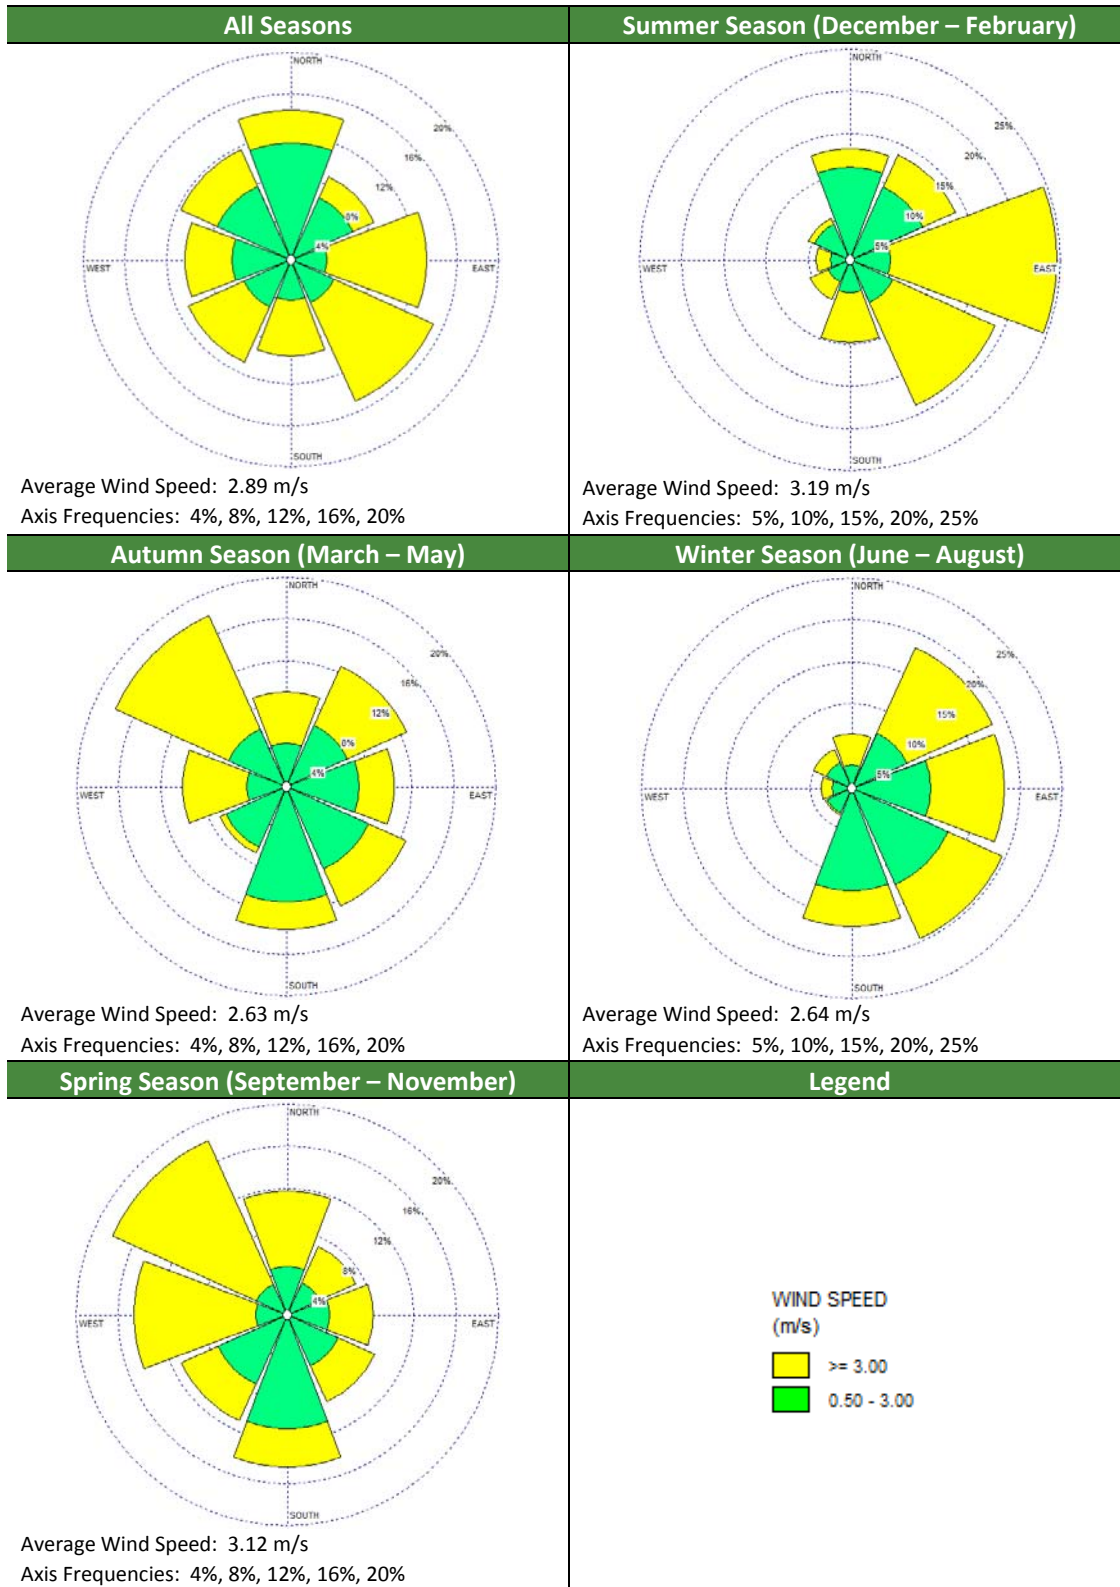 All Seasons
Summer Season (December – February)
NORTH
20%
16%
12%
8%
4%
WEST
EAST
SOUTH
Average Wind Speed: 2.89 m/s
Axis Frequencies: 4%, 8%, 12%, 16%, 20%
NORTH
25%
20%
15%
10%
5%
WEST
EAST
SOUTH
Average Wind Speed: 3.19 m/s
Axis Frequencies: 5%, 10%, 15%, 20%, 25%
Autumn Season (March – May)
Winter Season (June – August)
NORTH
20%
16%
12%
8%
4%
WEST
EAST
SOUTH
Average Wind Speed: 2.63 m/s
Axis Frequencies: 4%, 8%, 12%, 16%, 20%
NORTH
25%
20%
15%
10%
5%
WEST
EAST
SOUTH
Average Wind Speed: 2.64 m/s
Axis Frequencies: 5%, 10%, 15%, 20%, 25%
Spring Season (September – November)
Legend
NORTH
20%
16%
12%
8%
4%
WEST
EAST
SOUTH
Average Wind Speed: 3.12 m/s
Axis Frequencies: 4%, 8%, 12%, 16%, 20%
WIND SPEED
(m/s)
>= 3.00
0.50 - 3.00